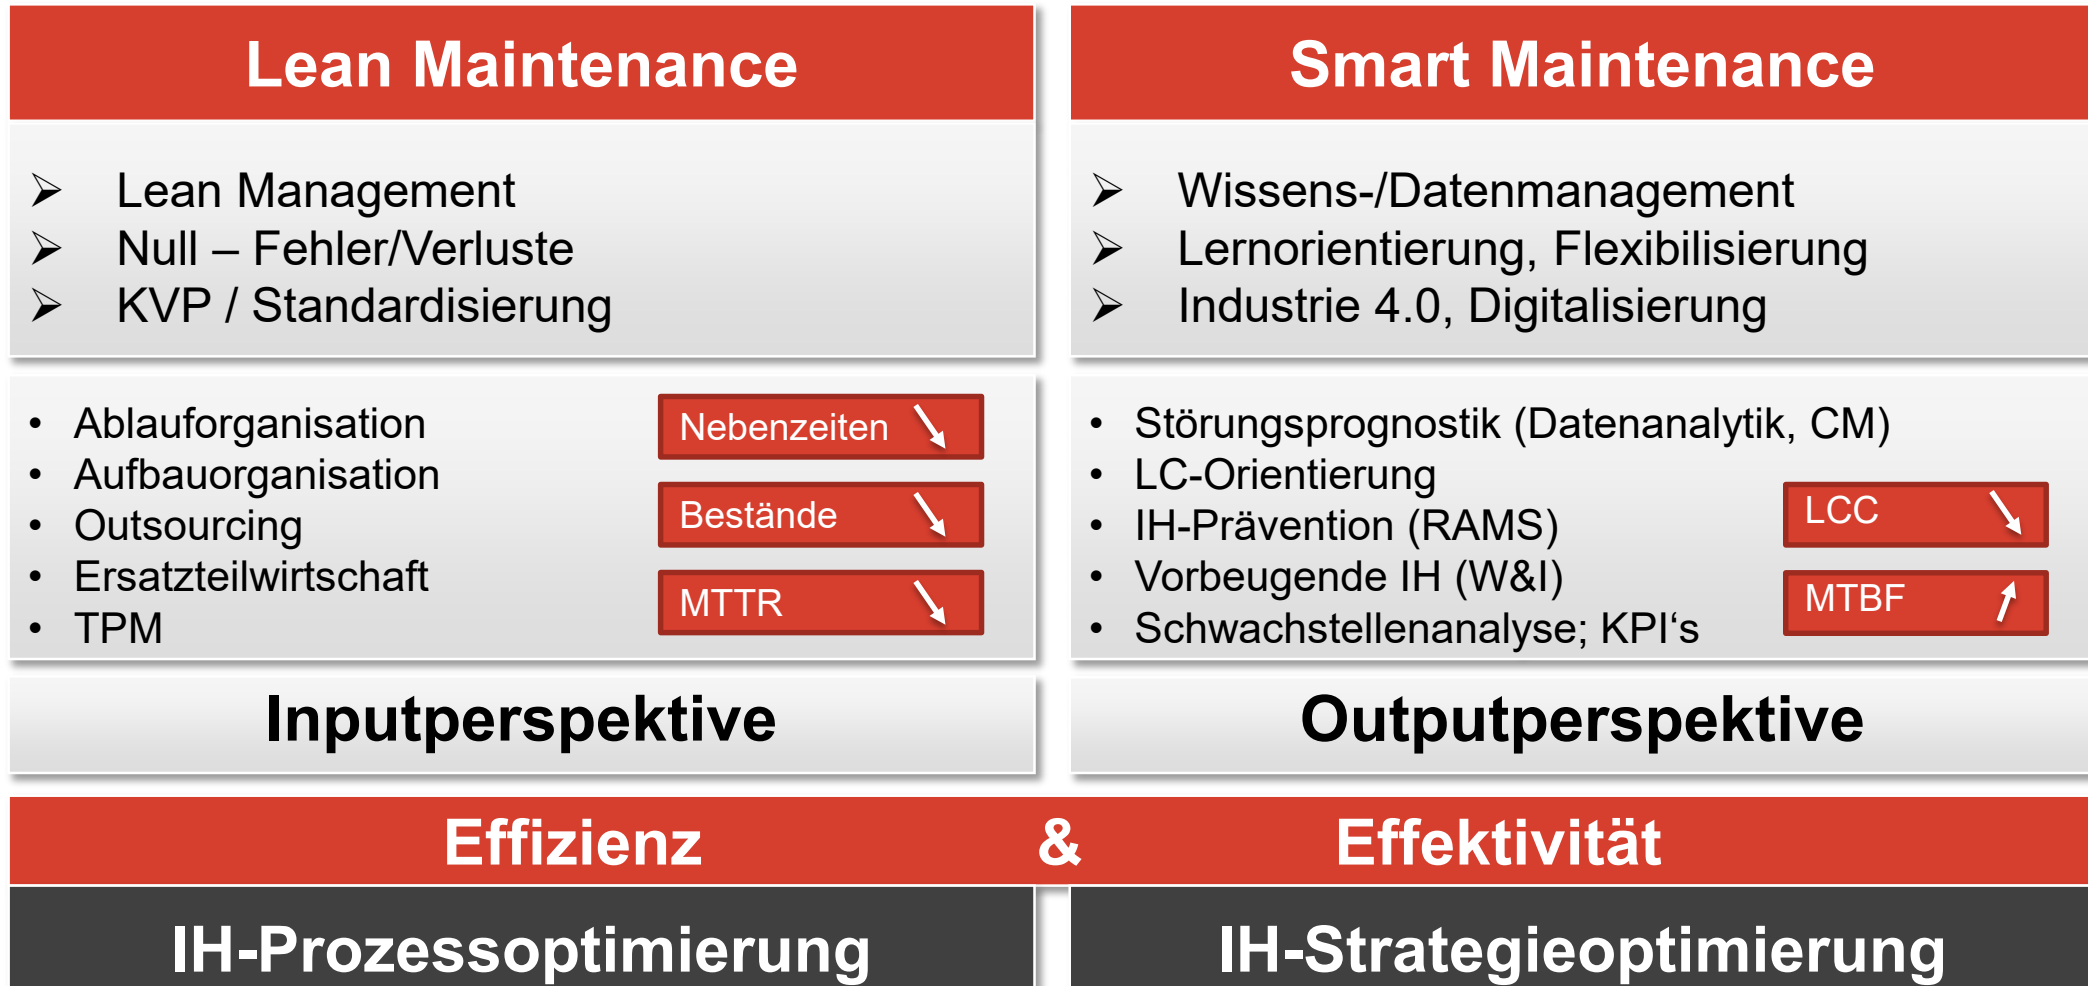 Lean Maintenance
➢ Lean Management
➢ Null – Fehler/Verluste
➢ KVP / Standardisierung
• Ablauforganisation
• Aufbauorganisation
• Outsourcing
• Ersatzteilwirtschaft
• TPM
Nebenzeiten
Bestände
MTTR
Inputperspektive
Smart Maintenance
➢ Wissens-/Datenmanagement
➢ Lernorientierung, Flexibilisierung
➢ Industrie 4.0, Digitalisierung
• Störungsprognostik (Datenanalytik, CM)
• LC-Orientierung
• IH-Prävention (RAMS)
• Vorbeugende IH (W&I)
• Schwachstellenanalyse; KPI‘s
LCC
MTBF
Outputperspektive
Effizienz & Effektivität
IH-Prozessoptimierung
IH-Strategieoptimierung